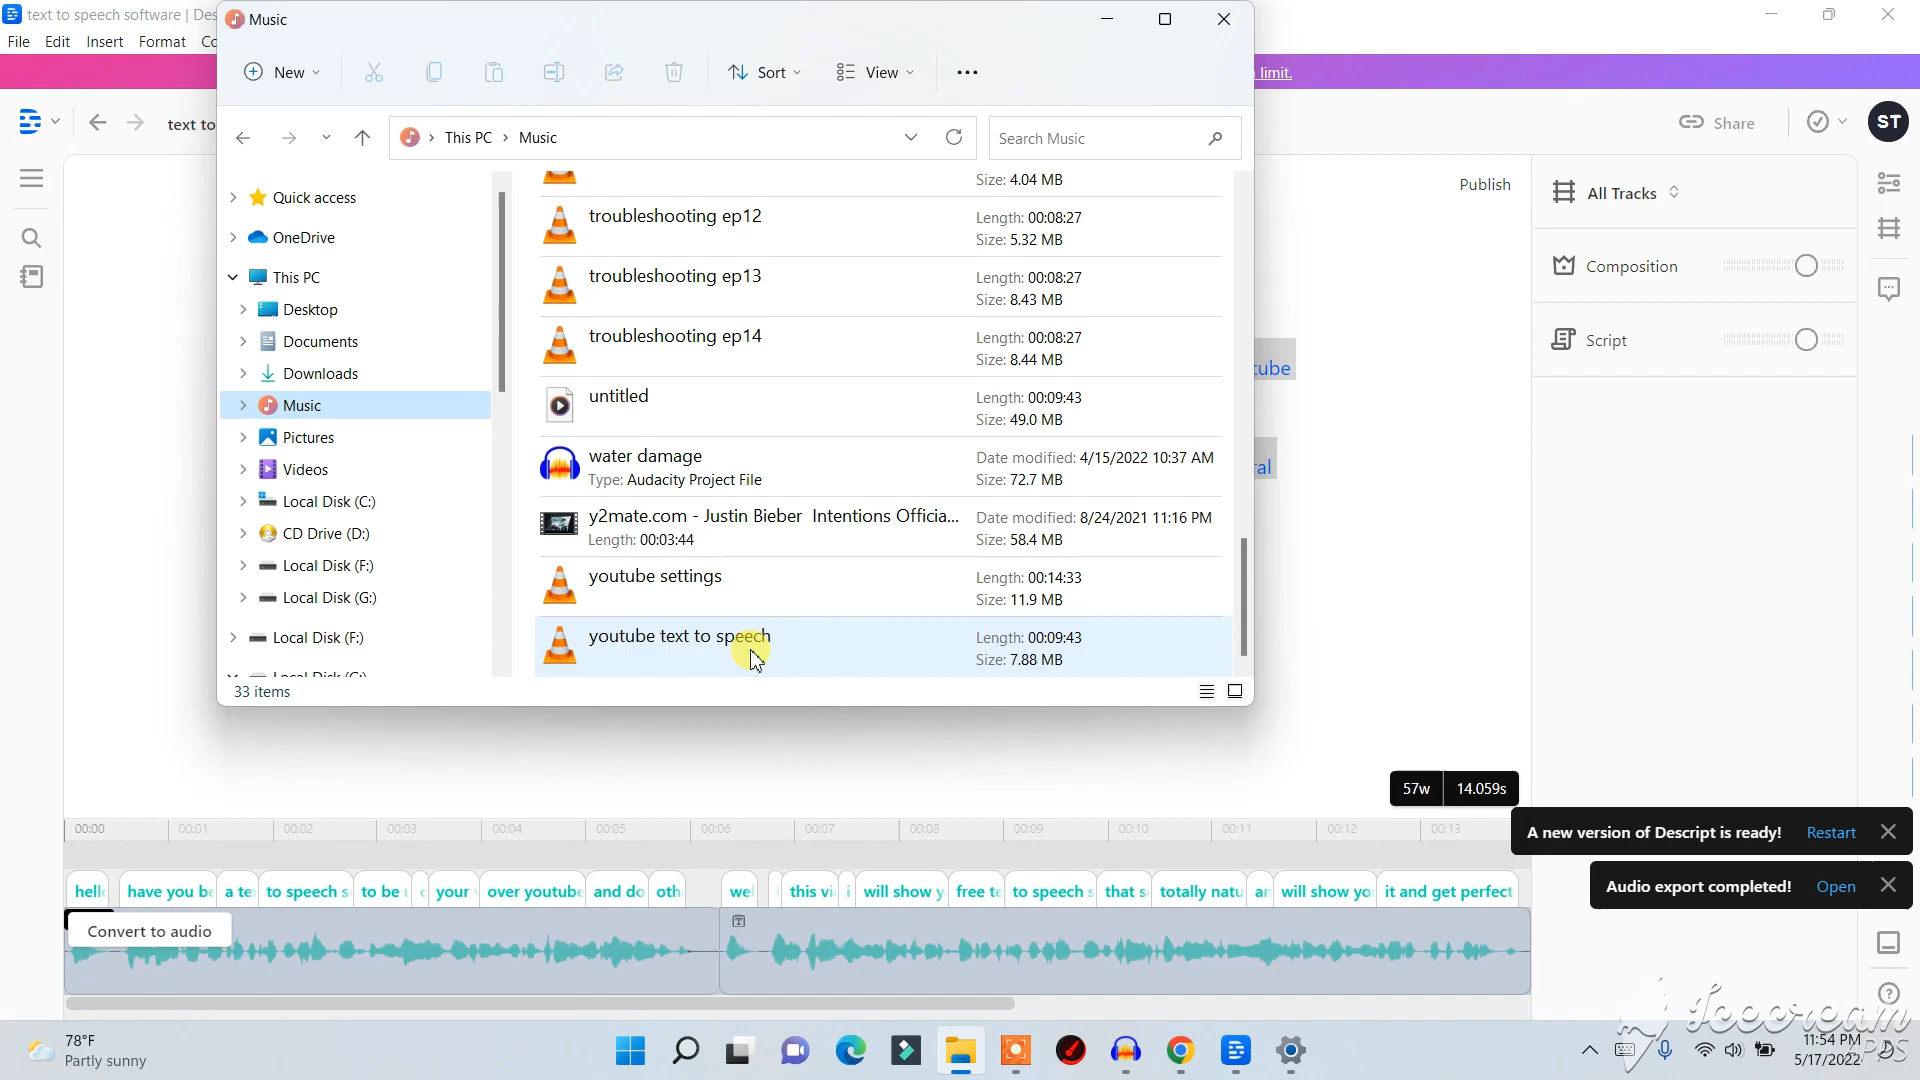 text to speech software | Des
File Edit Insert Format Co
limit.
text to
Share
ST
Music
New
Sort
View
This PC
Music
Search Music
Quick access
OneDrive
This PC
Desktop
Documents
Downloads
Music
Pictures
Videos
Local Disk (C:)
CD Drive (D:)
Local Disk (F:)
Local Disk (G:)
Local Disk (F:)
Local Disk (G:)
33 items
Size: 4.04 MB
troubleshooting ep12
Length: 00:08:27
Size: 5.32 MB
troubleshooting ep13
Length: 00:08:27
Size: 8.43 MB
troubleshooting ep14
Length: 00:08:27
Size: 8.44 MB
untitled
Length: 00:09:43
Size: 49.0 MB
water damage
Date modified: 4/15/2022 10:37 AM
Type: Audacity Project File
Size: 72.7 MB
y2mate.com - Justin Bieber Intentions Officia...
Date modified: 8/24/2021 11:16 PM
Length: 00:03:44
Size: 58.4 MB
youtube settings
Length: 00:14:33
Size: 11.9 MB
youtube text to speech
Length: 00:09:43
Size: 7.88 MB
Publish
tube
ral
All Tracks
Composition
Script
57w 14.059s
00:00 00:01 00:02 00:03 00:04 00:05 00:06 00:07 00:08 00:09 00:10 00:11 00:12 00:13
A new version of Descript is ready! Restart
Audio export completed! Open
hell have you be a te to speech s to be u c your over youtube and do oth wel i this vi i will show y free te to speech s that s totally natu an will show yo it and get perfect
Convert to audio
T
78°F
Partly sunny
Icecream
APPS
11:54 PM
5/17/2022